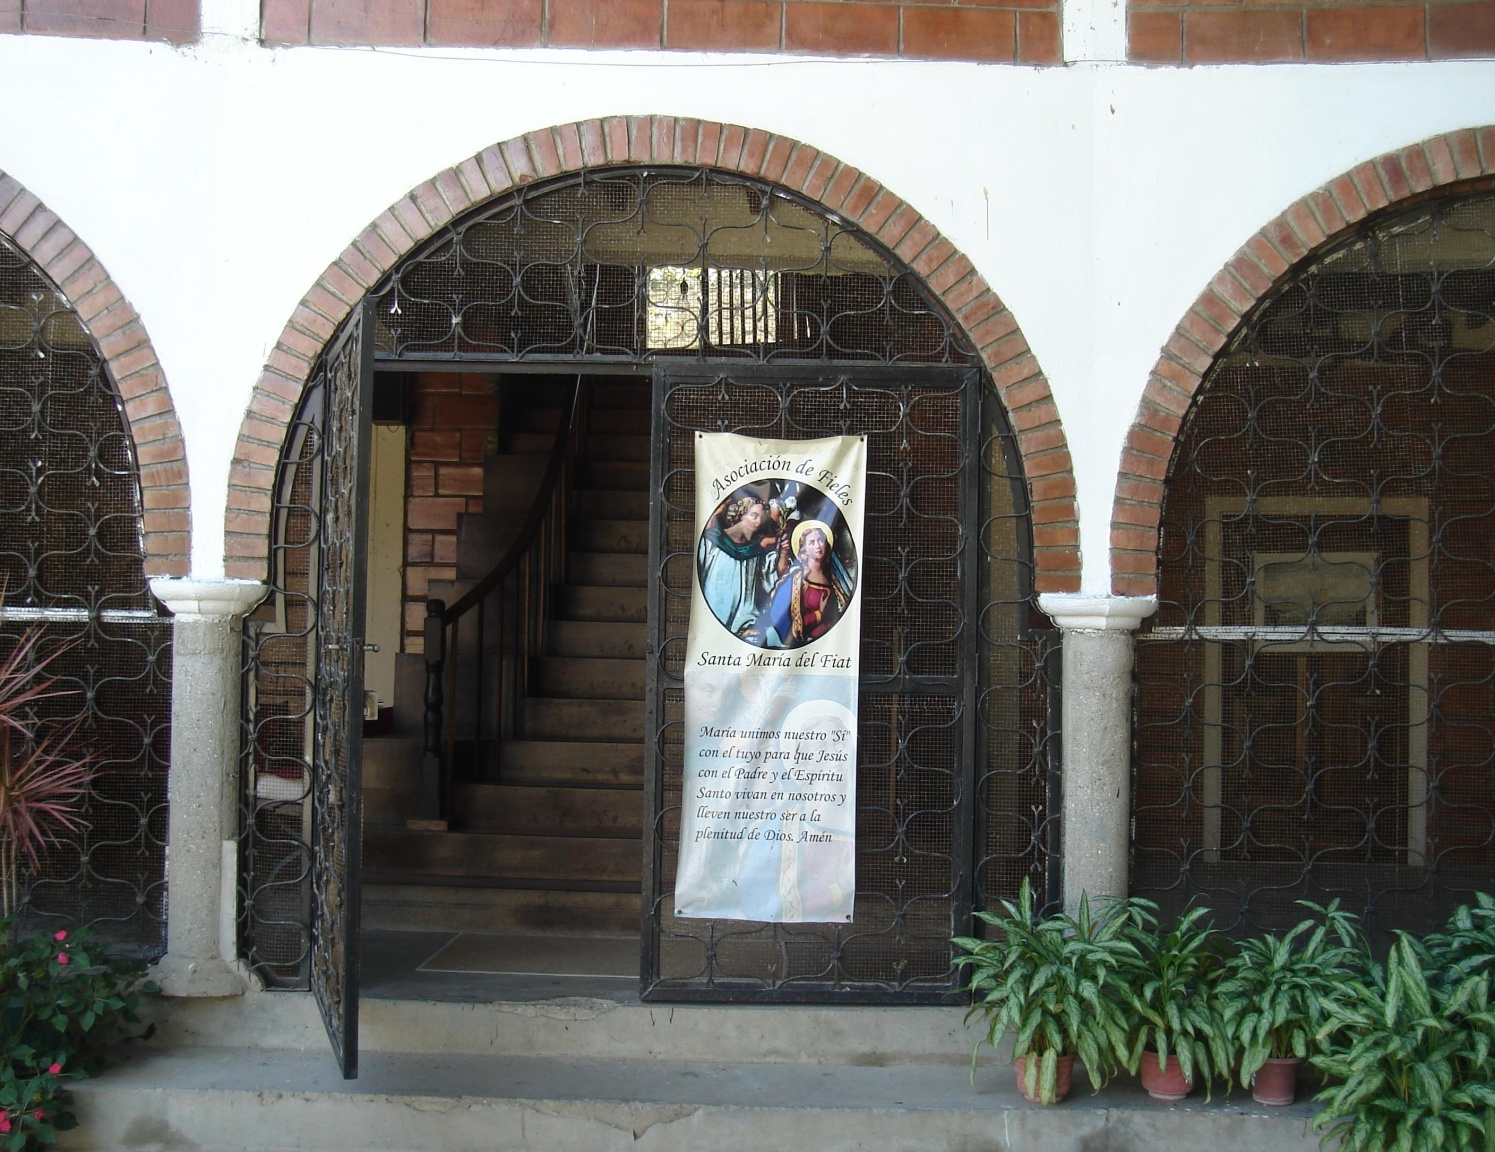 Asociación de Fieles
Santa María del Fiat
María unimos nuestro "Sí"
con el tuyo para que Jesús
con el Padre y el Espíritu
Santo vivan en nosotros y
lleven nuestro ser a la
plenitud de Dios. Amén